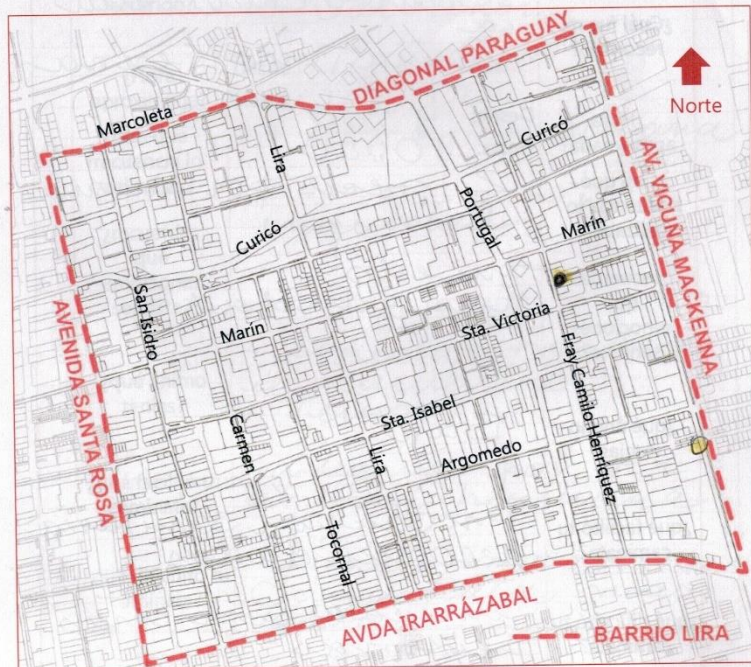 DIAGONAL PARAGUAY
Norte
Marcoleta
Curicó
Lira
AV. VICUÑA MACKENNA
Portugal
Marín
Curicó
San Isidro
Sta. Victoria
Marín
AVENIDA SANTA ROSA
Fray Camilo Henríquez
Sta. Isabel
Carmen
Lira
Argomedo
Tocornal
AVDA IRARRÁZABAL
BARRIO LIRA